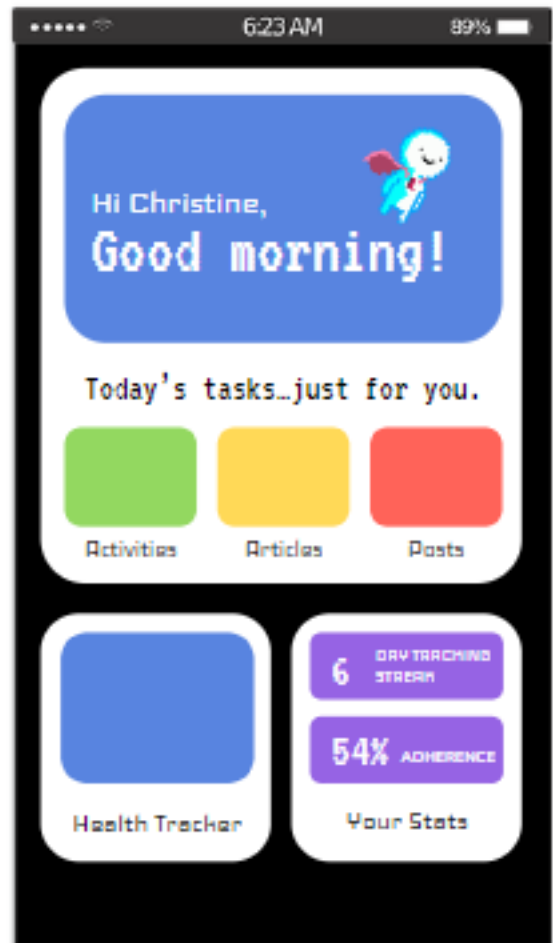 6:23 AM
89%
Hi Christine,
Good morning!
Today's tasks…just for you.
Activities
Articles
Posts
6
DAY TRACKING
STREAK
54% ADHERENCE
Health Tracker
Your Stats